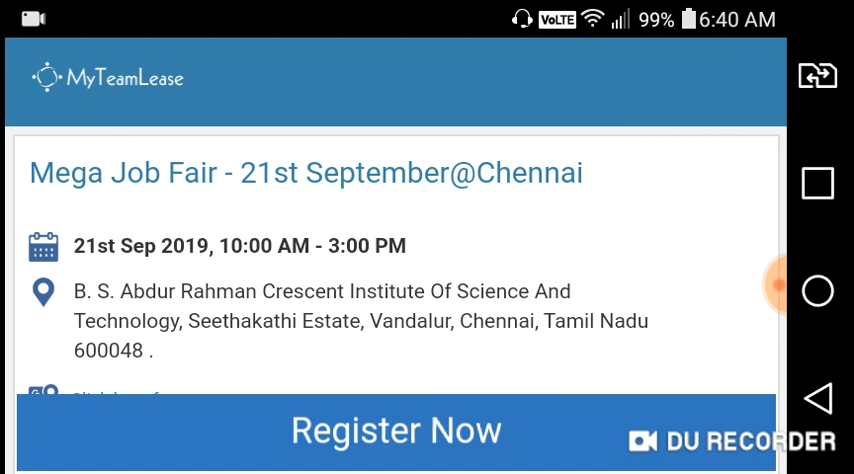 VoLTE 99% 6:40 AM
MyTeamLease
Mega Job Fair - 21st September@Chennai
21st Sep 2019, 10:00 AM - 3:00 PM
B. S. Abdur Rahman Crescent Institute Of Science And
Technology, Seethakathi Estate, Vandalur, Chennai, Tamil Nadu
600048 .
Register Now
DU RECORDER